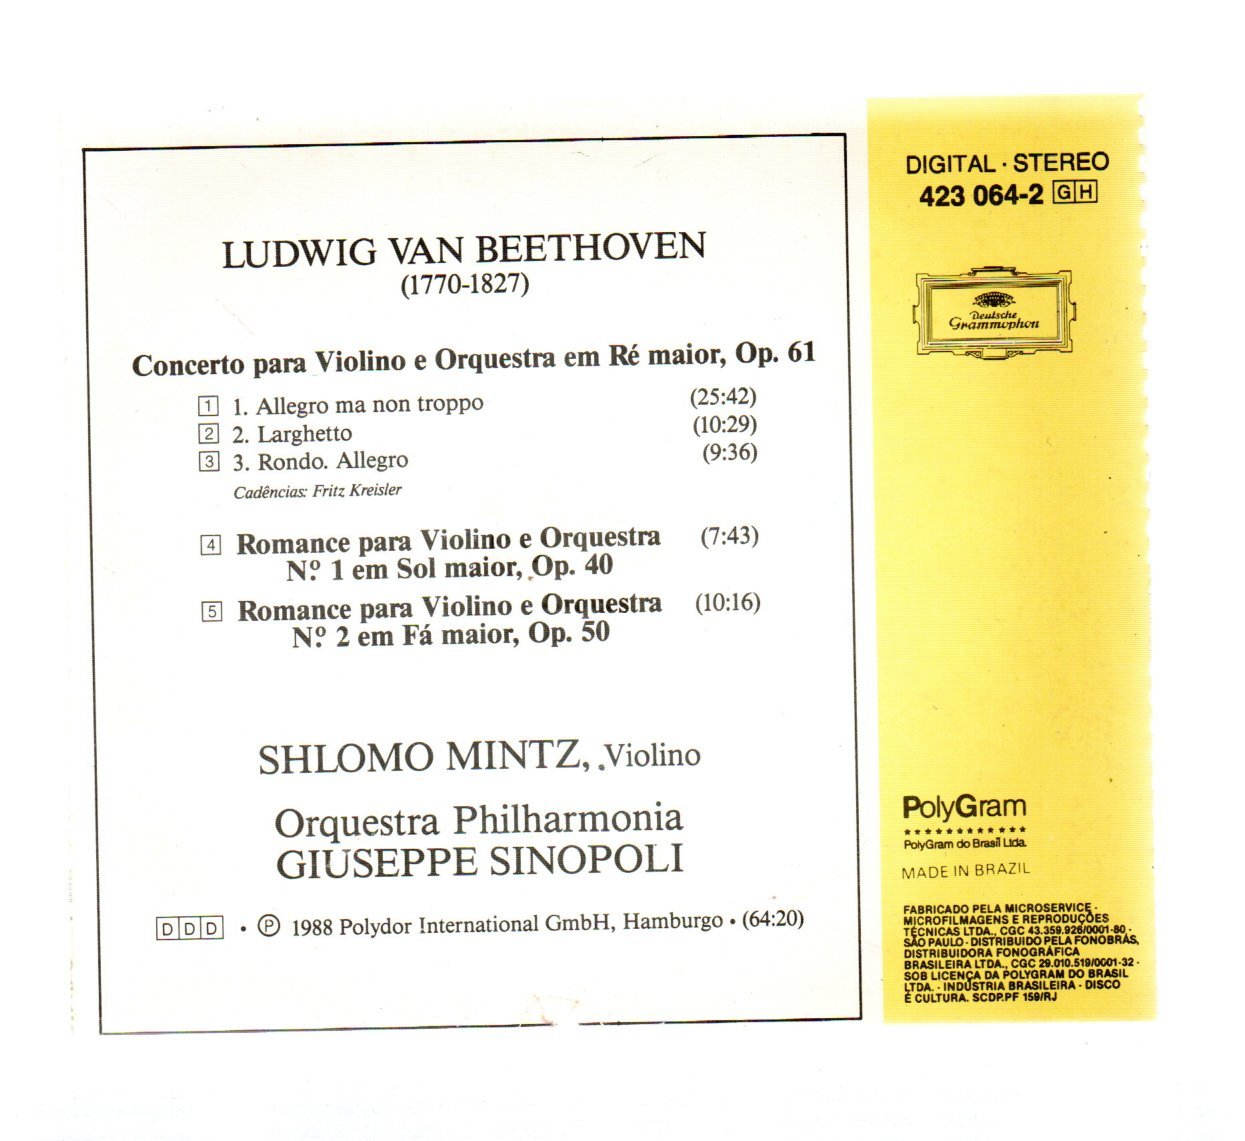 LUDWIG VAN BEETHOVEN
(1770-1827)
Concerto para Violino e Orquestra em Ré maior, Op. 61
1 1. Allegro ma non troppo (25:42)
2 2. Larghetto (10:29)
3 3. Rondo. Allegro (9:36)
Cadências: Fritz Kreisler
4 Romance para Violino e Orquestra (7:43)
N.º 1 em Sol maior, Op. 40
5 Romance para Violino e Orquestra (10:16)
N.º 2 em Fá maior, Op. 50
SHLOMO MINTZ, Violino
Orquestra Philharmonia
GIUSEPPE SINOPOLI
DDD • ℗ 1988 Polydor International GmbH, Hamburgo • (64:20)
DIGITAL · STEREO
423 064-2 GH
Deutsche
Grammophon
PolyGram
PolyGram do Brasil Ltda.
MADE IN BRAZIL
FABRICADO PELA MICROSERVICE -
MICROFILMAGENS E REPRODUÇÕES
TÉCNICAS LTDA., CGC 43.359.926/0001-80 -
SÃO PAULO - DISTRIBUIDO PELA FONOBRÁS,
DISTRIBUIDORA FONOGRÁFICA
BRASILEIRA LTDA., CGC 29.010.519/0001-32 -
SOB LICENÇA DA POLYGRAM DO BRASIL
LTDA. - INDÚSTRIA BRASILEIRA - DISCO
É CULTURA. SCDP.PF 159/RJ